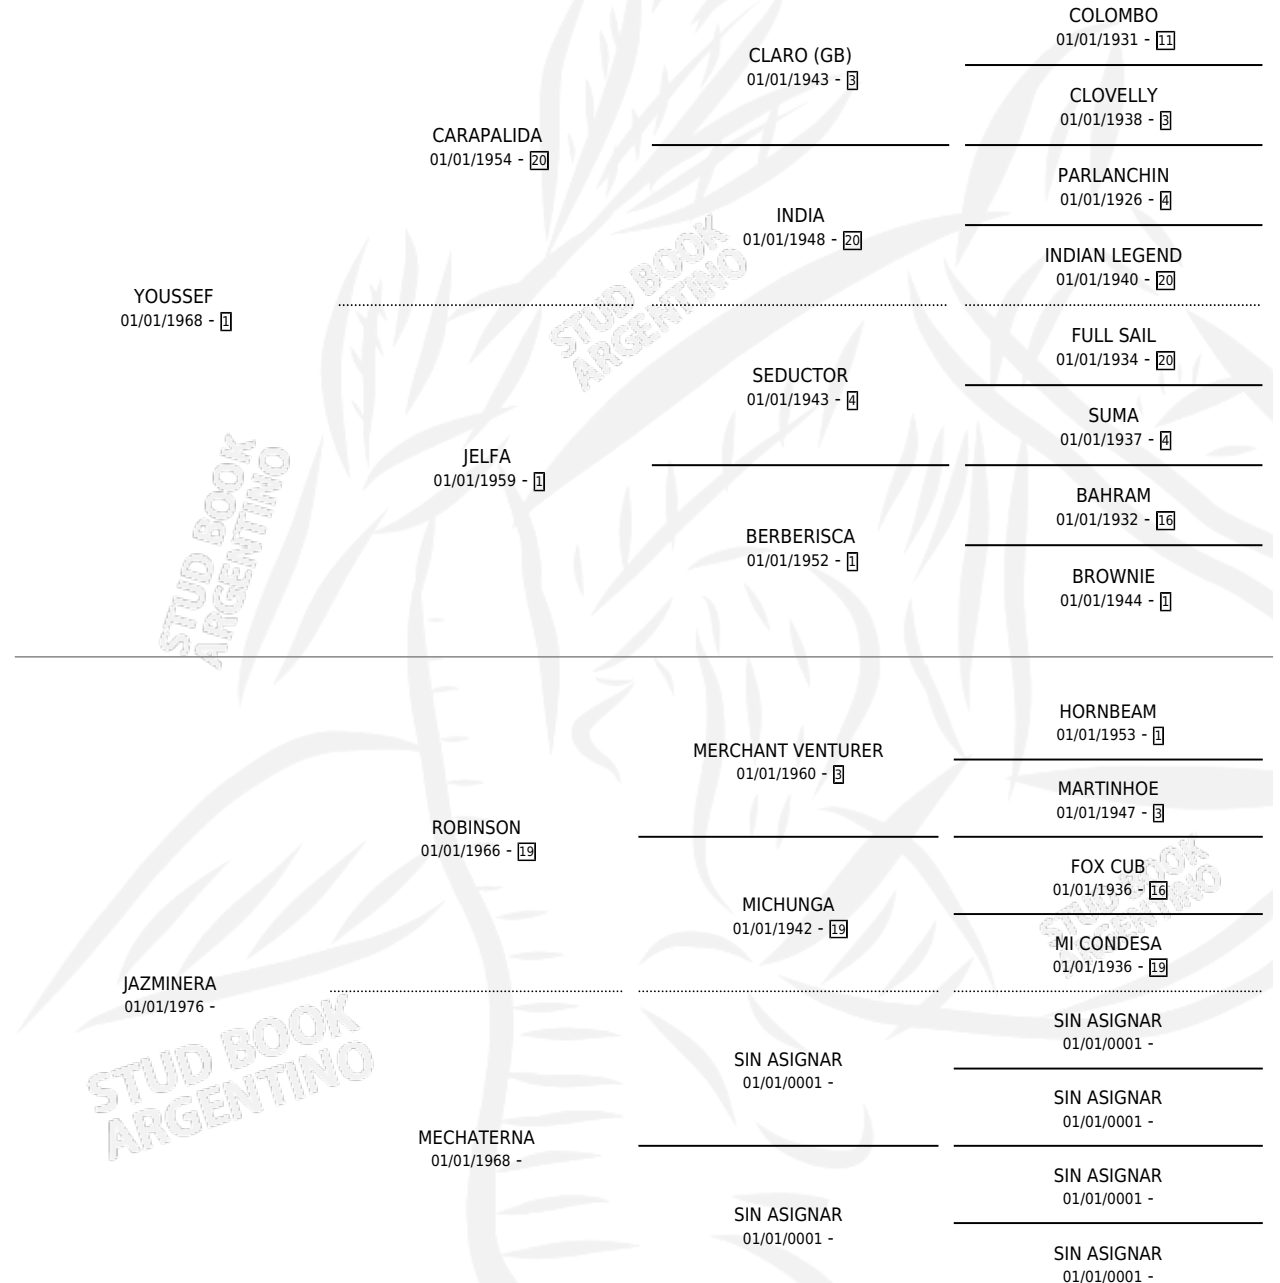 COLOMBO
01/01/1931 - 11
CLARO (GB)
01/01/1943 - 3
CLOVELLY
01/01/1938 - 3
CARAPALIDA
01/01/1954 - 20
PARLANCHIN
01/01/1926 - 4
INDIA
01/01/1948 - 20
INDIAN LEGEND
01/01/1940 - 20
YOUSSEF
01/01/1968 - 1
FULL SAIL
01/01/1934 - 20
SEDUCTOR
01/01/1943 - 4
SUMA
01/01/1937 - 4
JELFA
01/01/1959 - 1
BAHRAM
01/01/1932 - 16
BERBERISCA
01/01/1952 - 1
BROWNIE
01/01/1944 - 1
HORNBEAM
01/01/1953 - 1
MERCHANT VENTURER
01/01/1960 - 3
MARTINHOE
01/01/1947 - 3
ROBINSON
01/01/1966 - 19
FOX CUB
01/01/1936 - 16
MICHUNGA
01/01/1942 - 19
MI CONDESA
01/01/1936 - 19
JAZMINERA
01/01/1976 -
SIN ASIGNAR
01/01/0001 -
SIN ASIGNAR
01/01/0001 -
SIN ASIGNAR
01/01/0001 -
MECHATERNA
01/01/1968 -
SIN ASIGNAR
01/01/0001 -
SIN ASIGNAR
01/01/0001 -
SIN ASIGNAR
01/01/0001 -
STUD BOOK
ARGENTINO
STUD BOOK
ARGENTINO
STUD BOOK
ARGENTINO
STUD BOOK
ARGENTINO